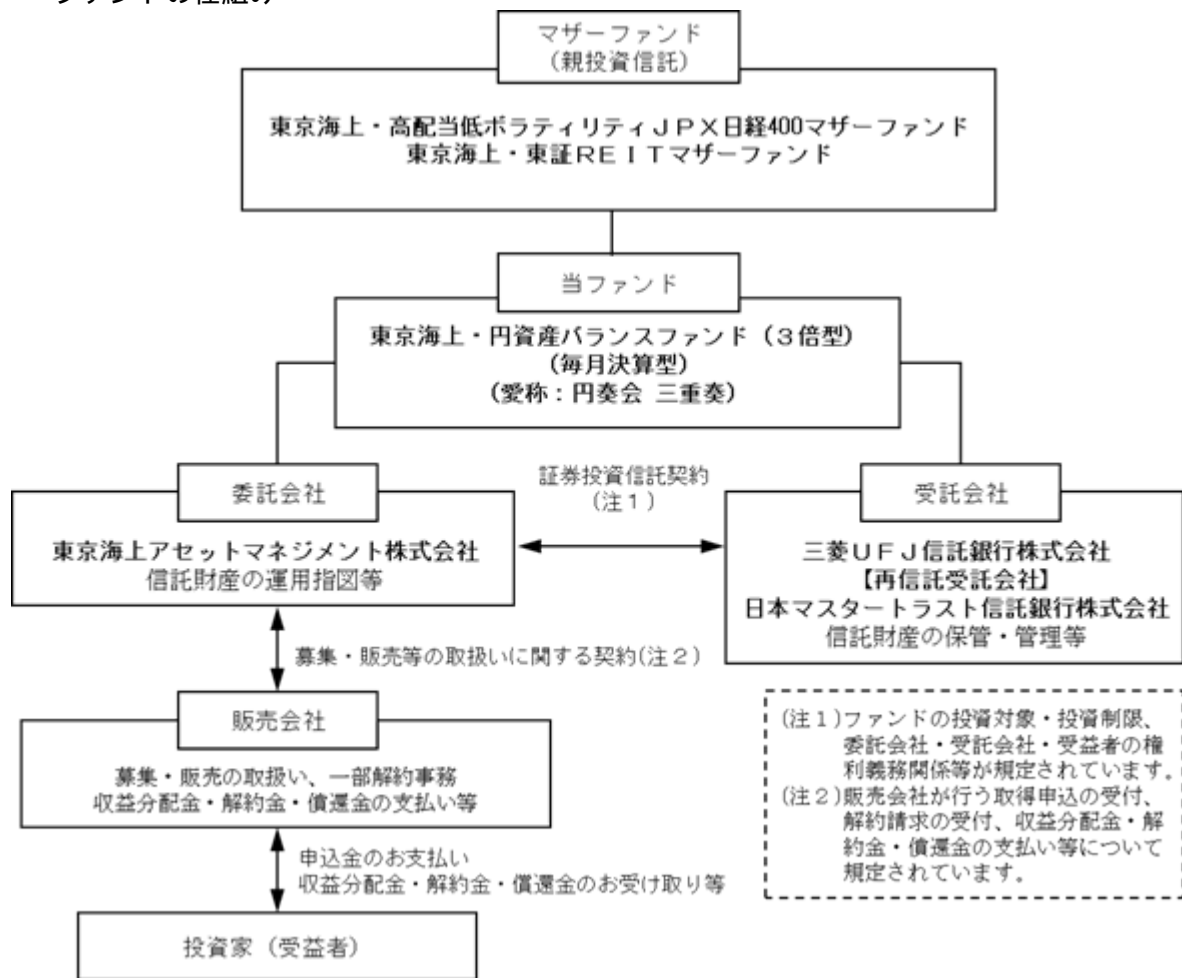 ファンドの仕組み
マザーファンド
(親投資信託)
東京海上・高配当低ボラティリティJPX日経400マザーファンド
東京海上・東証REITマザーファンド
当ファンド
東京海上・円資産バランスファンド(3倍型)
(毎月決算型)
(愛称:円奏会 三重奏)
委託会社
東京海上アセットマネジメント株式会社
信託財産の運用指図等
証券投資信託契約
(注1)
受託会社
三菱UFJ信託銀行株式会社
【再信託受託会社】
日本マスタートラスト信託銀行株式会社
信託財産の保管・管理等
募集・販売等の取扱いに関する契約(注2)
販売会社
募集・販売の取扱い、一部解約事務
収益分配金・解約金・償還金の支払い等
申込金のお支払い
収益分配金・解約金・償還金のお受け取り等
投資家(受益者)
(注1)ファンドの投資対象・投資制限、
委託会社・受託会社・受益者の権
利義務関係等が規定されています。
(注2)販売会社が行う取得申込の受付、
解約請求の受付、収益分配金・解
約金・償還金の支払い等について
規定されています。